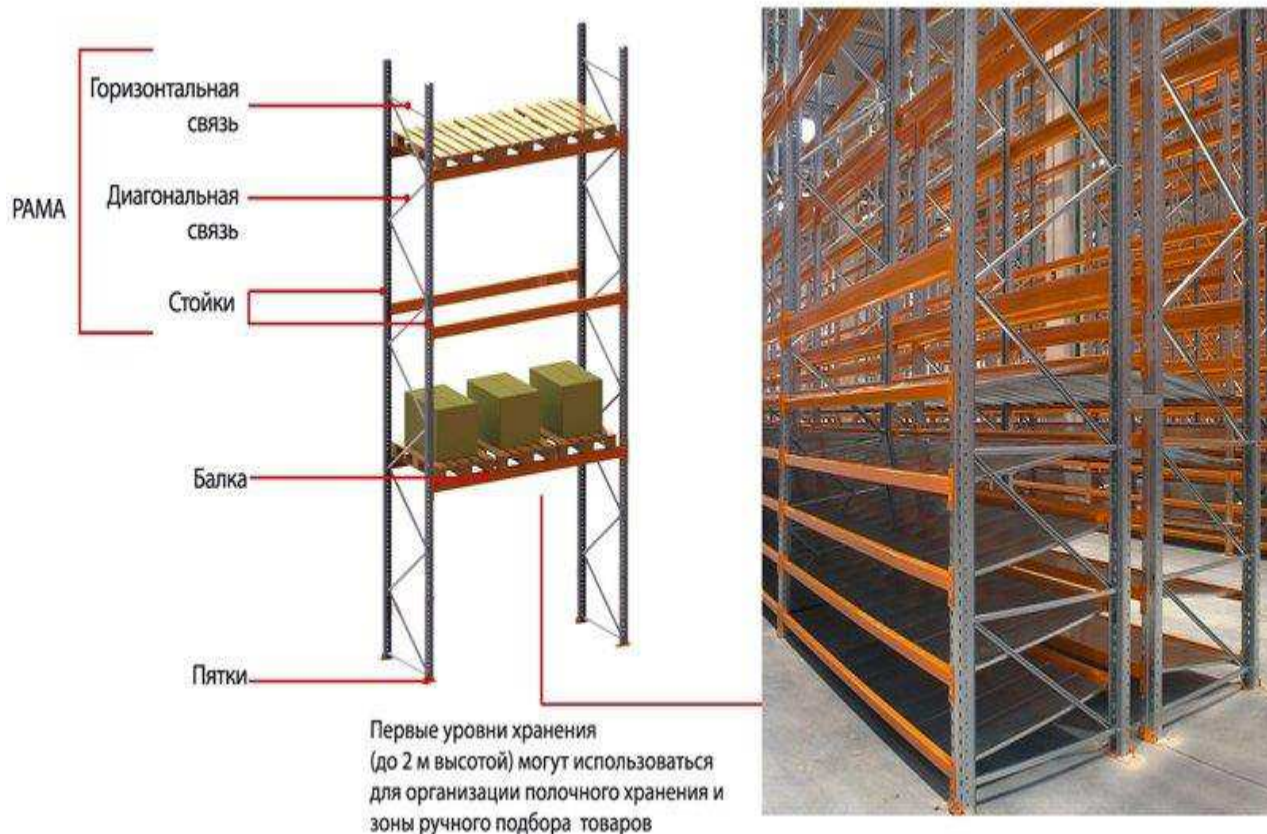 Горизонтальная
связь
РАМА
Диагональная
связь
Стойки
Балка
Пятки
Первые уровни хранения
(до 2 м высотой) могут использоваться
для организации полочного хранения и
зоны ручного подбора товаров